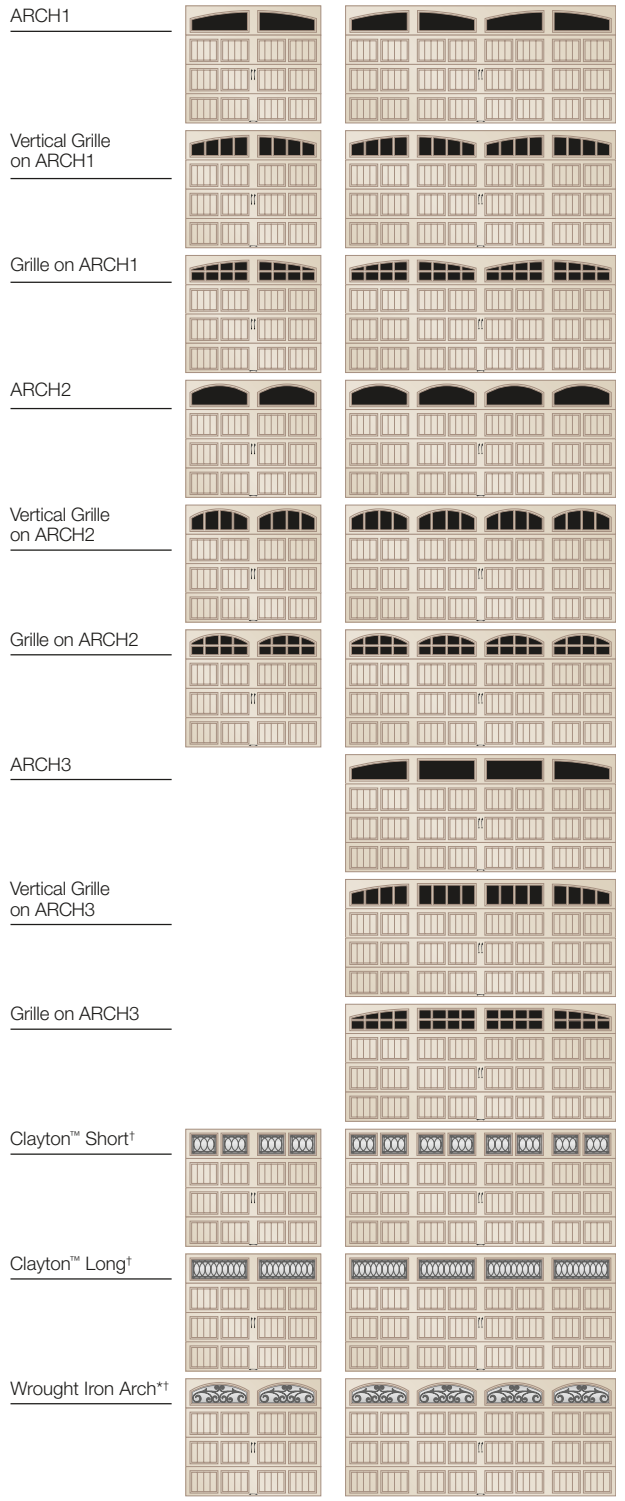 ARCH1
Vertical Grille
on ARCH1
Grille on ARCH1
ARCH2
Vertical Grille
on ARCH2
Grille on ARCH2
ARCH3
Vertical Grille
on ARCH3
Grille on ARCH3
Clayton™ Short†
Clayton™ Long†
Wrought Iron Arch*†